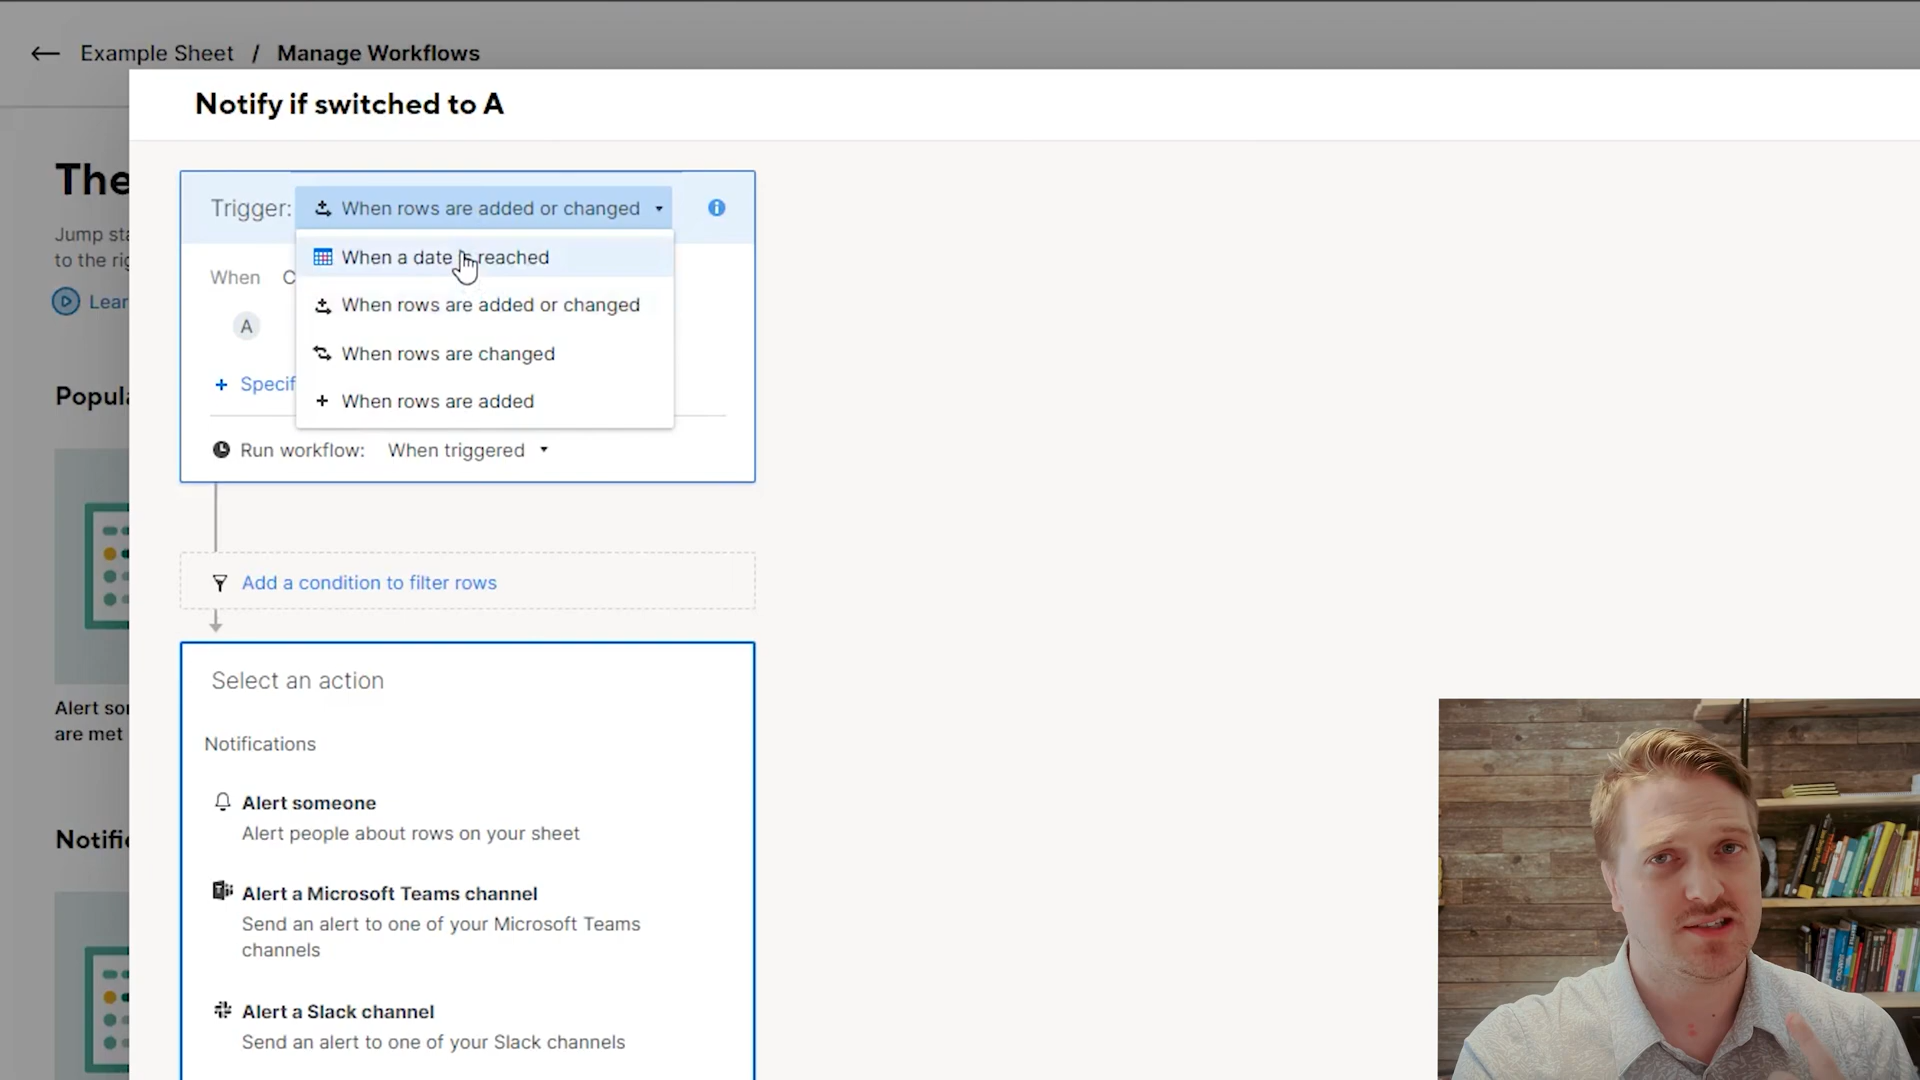 Example Sheet / Manage Workflows
Notify if switched to A
The
Trigger: When rows are added or changed
Jump sta
to the rig
When a date is reached
When C
Lear
When rows are added or changed
A
When rows are changed
+ Specif
Popula
+ When rows are added
Run workflow: When triggered
Add a condition to filter rows
Select an action
Alert so
are met
Notifications
Alert someone
Alert people about rows on your sheet
Notifi
Alert a Microsoft Teams channel
Send an alert to one of your Microsoft Teams
channels
Alert a Slack channel
Send an alert to one of your Slack channels